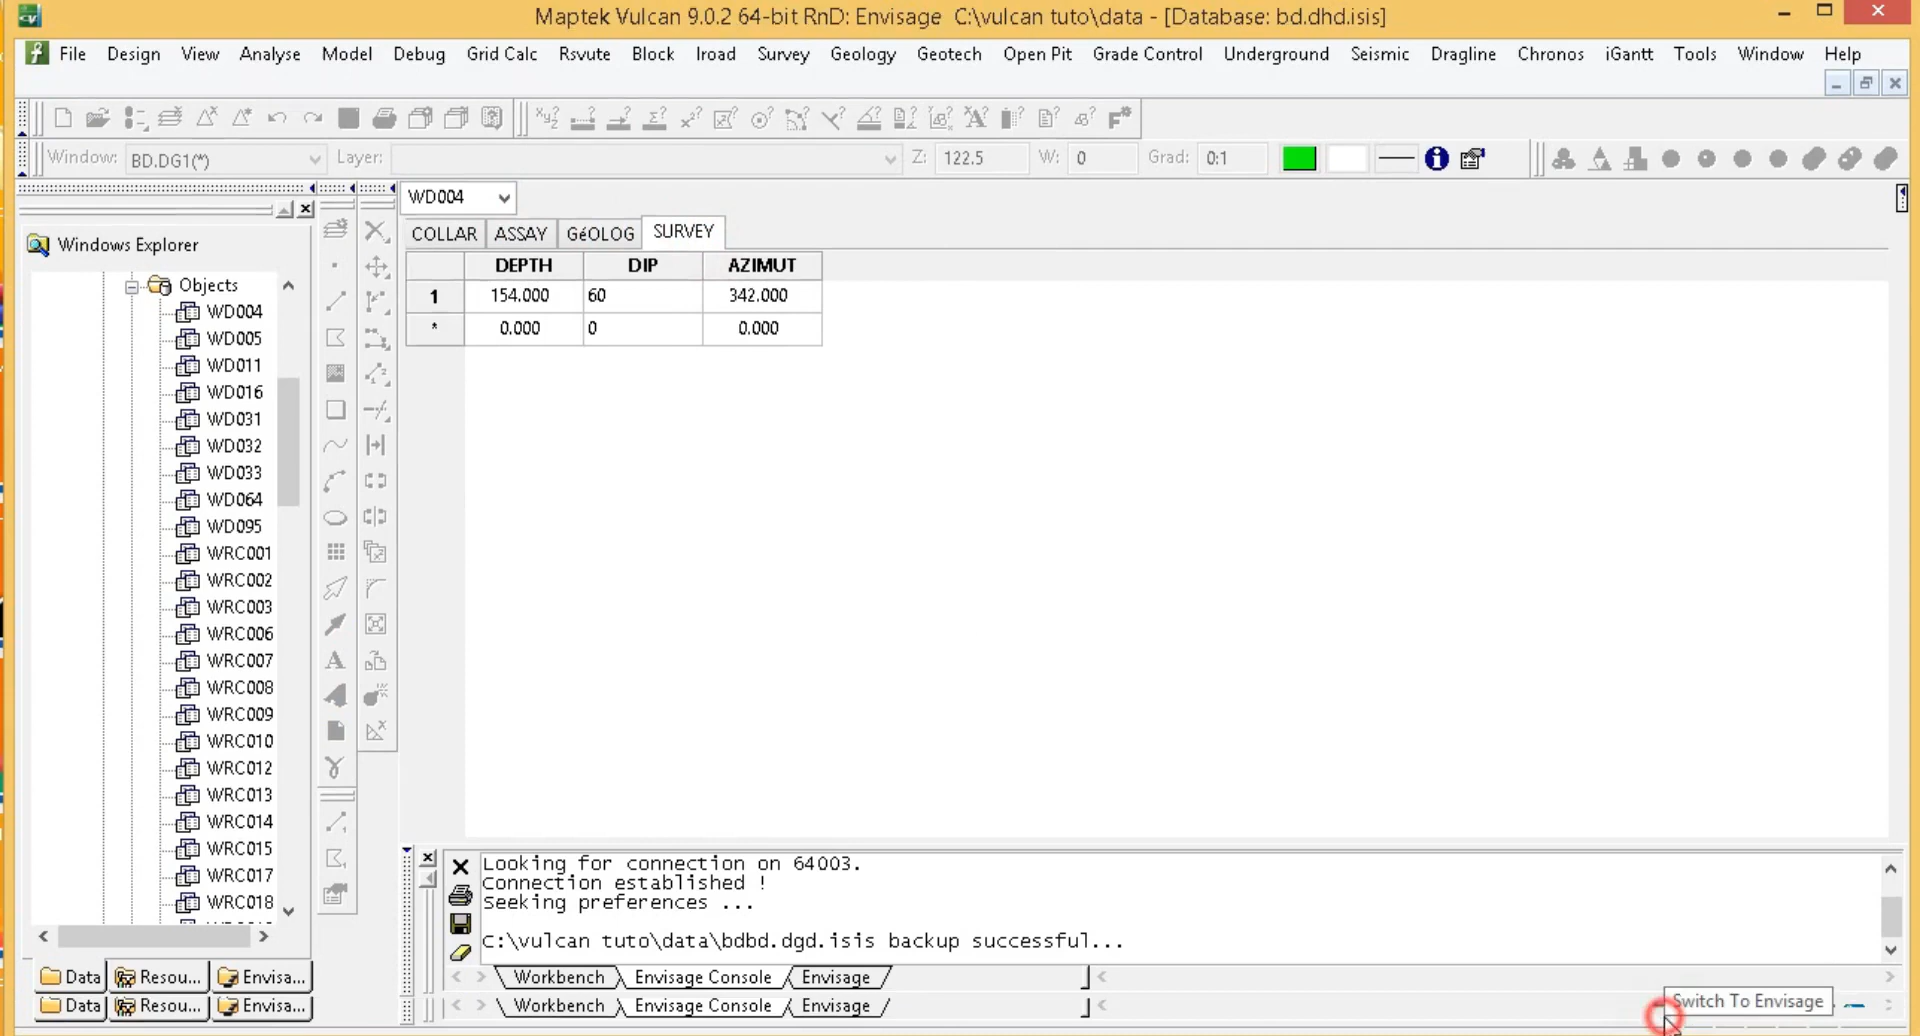 Maptek Vulcan 9.0.2 64-bit RnD: Envisage C:\vulcan tuto\data - [Database: bd.dhd.isis]
File Design View Analyse Model Debug Grid Calc Rsvute Block Iroad Survey Geology Geotech Open Pit Grade Control Underground Seismic Dragline Chronos iGantt Tools Window Help
Window: BD.DG1(*) Layer: Z: 122.5 W: 0 Grad: 0:1
WD004
COLLAR ASSAY GéOLOG SURVEY
Windows Explorer
DEPTH DIP AZIMUT
1 154.000 60 342.000
* 0.000 0 0.000
Objects
WD004
WD005
WD011
WD016
WD031
WD032
WD033
WD064
WD095
WRC001
WRC002
WRC003
WRC006
WRC007
WRC008
WRC009
WRC010
WRC012
WRC013
WRC014
WRC015
WRC017
WRC018
Looking for connection on 64003.
Connection established !
Seeking preferences ...
C:\vulcan tuto\data\bdbd.dgd.isis backup successful...
Data Resou... Envisa...
Workbench Envisage Console Envisage
Data Resou... Envisa...
Workbench Envisage Console Envisage
Switch To Envisage